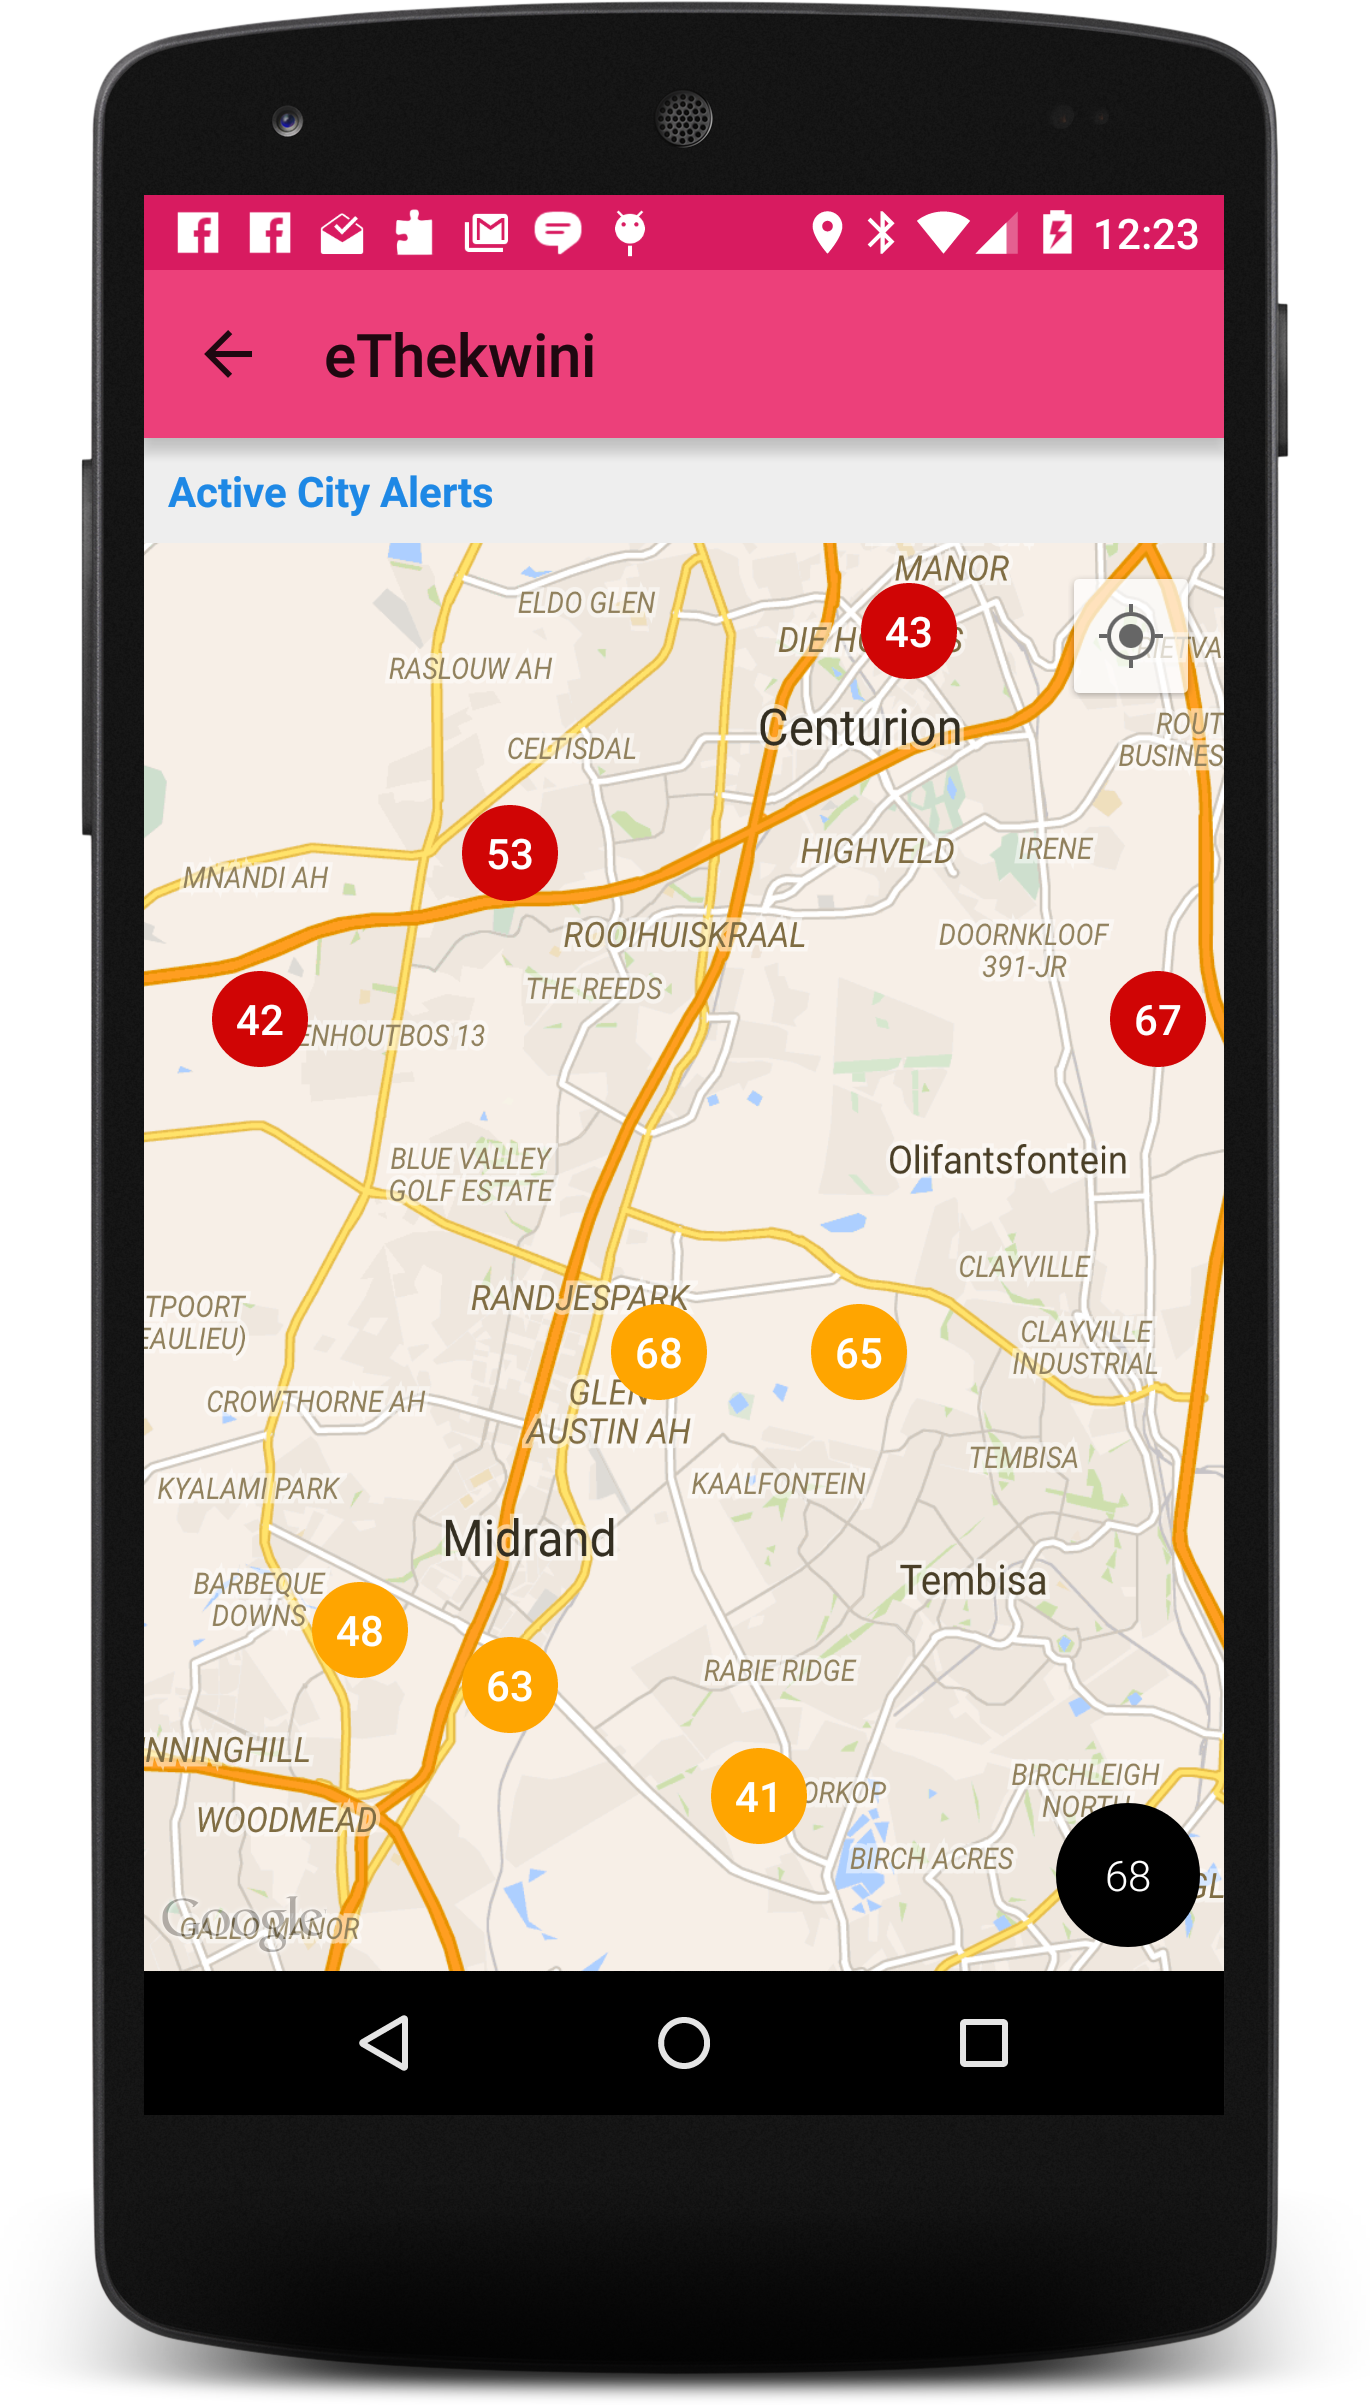 12:23
eThekwini
Active City Alerts
MANOR
ELDO GLEN
43
DIE H S
RASLOUW AH
ROUT
BUSINES
Centurion
CELTISDAL
53
HIGHVELD
IRENE
MNANDI AH
ROOIHUISKRAAL
DOORNKLOOF
391-JR
THE REEDS
42
ENHOUTBOS 13
67
BLUE VALLEY
GOLF ESTATE
Olifantsfontein
CLAYVILLE
RANDJESPARK
TPOORT
EAULIEU)
68
65
CLAYVILLE
INDUSTRIAL
GLEN
AUSTIN AH
CROWTHORNE AH
TEMBISA
KYALAMI PARK
KAALFONTEIN
Midrand
Tembisa
BARBEQUE
DOWNS
48
63
RABIE RIDGE
NNINGHILL
BIRCHLEIGH
NORTH
41
ORKOP
WOODMEAD
BIRCH ACRES
68
GL
Google
GALLO MANOR